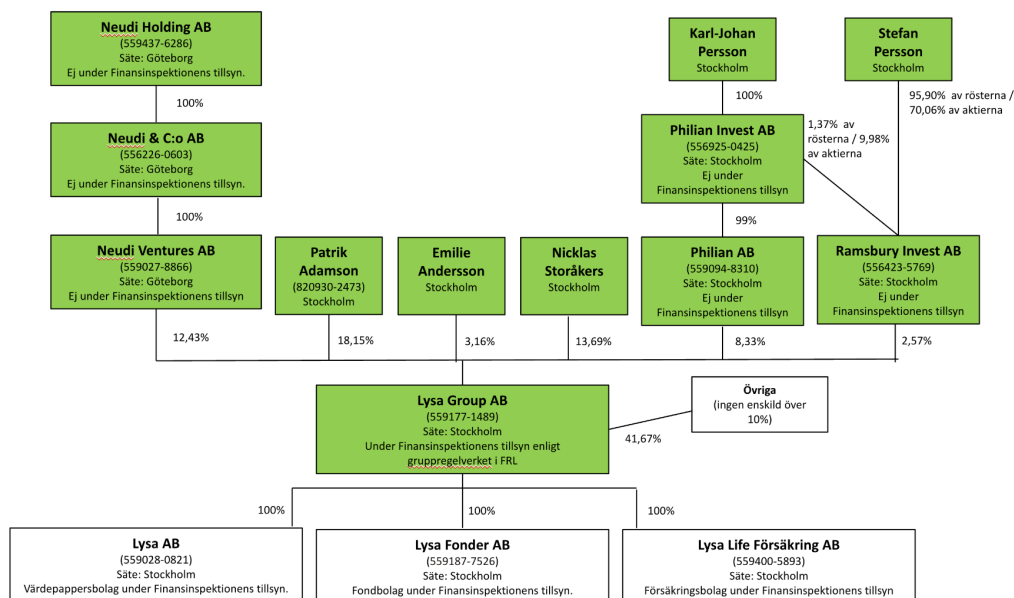 Neudi Holding AB
(559437-6286)
Säte: Göteborg
Ej under Finansinspektionens tillsyn.
Karl-Johan
Persson
Stockholm
Stefan
Persson
Stockholm
100%
100%
95,90% av rösterna /
70,06% av aktierna
Neudi & C:o AB
(556226-0603)
Säte: Göteborg
Ej under Finansinspektionens tillsyn.
Philian Invest AB
(556925-0425)
Säte: Stockholm
Ej under
Finansinspektionens tillsyn
1,37% av
rösterna / 9,98%
av aktierna
100%
99%
Neudi Ventures AB
(559027-8866)
Säte: Göteborg
Ej under Finansinspektionens tillsyn
Patrik
Adamson
(820930-2473)
Stockholm
Emilie
Andersson
Stockholm
Nicklas
Storåkers
Stockholm
Philian AB
(559094-8310)
Säte: Stockholm
Ej under
Finansinspektionens tillsyn
Ramsbury Invest AB
(556423-5769)
Säte: Stockholm
Ej under
Finansinspektionens tillsyn
12,43%
18,15%
3,16%
13,69%
8,33%
2,57%
Lysa Group AB
(559177-1489)
Säte: Stockholm
Under Finansinspektionens tillsyn enligt
gruppregelverket i FRL
Övriga
(ingen enskild över
10%)
41,67%
100%
100%
100%
Lysa AB
(559028-0821)
Säte: Stockholm
Värdepappersbolag under Finansinspektionens tillsyn.
Lysa Fonder AB
(559187-7526)
Säte: Stockholm
Fondbolag under Finansinspektionens tillsyn.
Lysa Life Försäkring AB
(559400-5893)
Säte: Stockholm
Försäkringsbolag under Finansinspektionens tillsyn